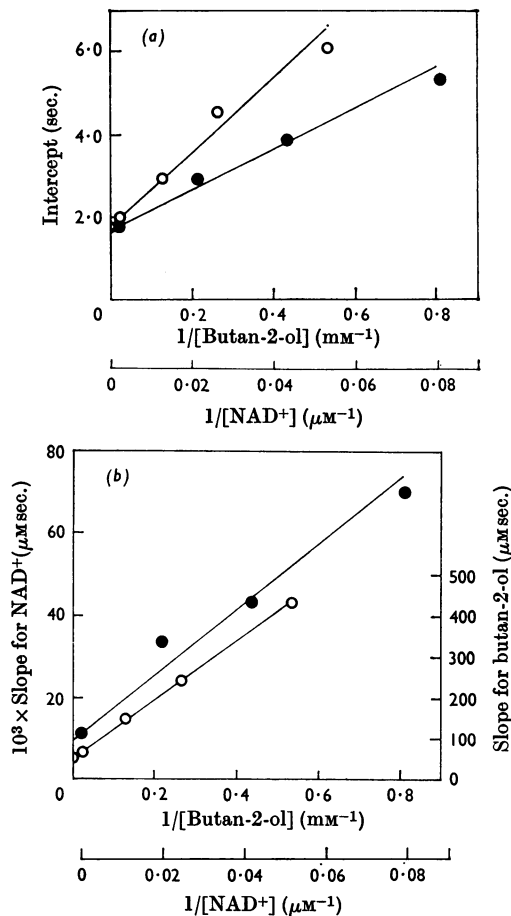 (a)
6·0
4·0
2·0
Intercept (sec.)
0 0·2 0·4 0·6 0·8
1/[Butan-2-ol] (mM⁻¹)
0 0·02 0·04 0·06 0·08
1/[NAD⁺] (μM⁻¹)
(b)
80
60
40
20
0
10³ × Slope for NAD⁺(μM sec.)
500
400
300
200
100
0
Slope for butan-2-ol (μM sec.)
0 0·2 0·4 0·6 0·8
1/[Butan-2-ol] (mM⁻¹)
0 0·02 0·04 0·06 0·08
1/[NAD⁺] (μM⁻¹)